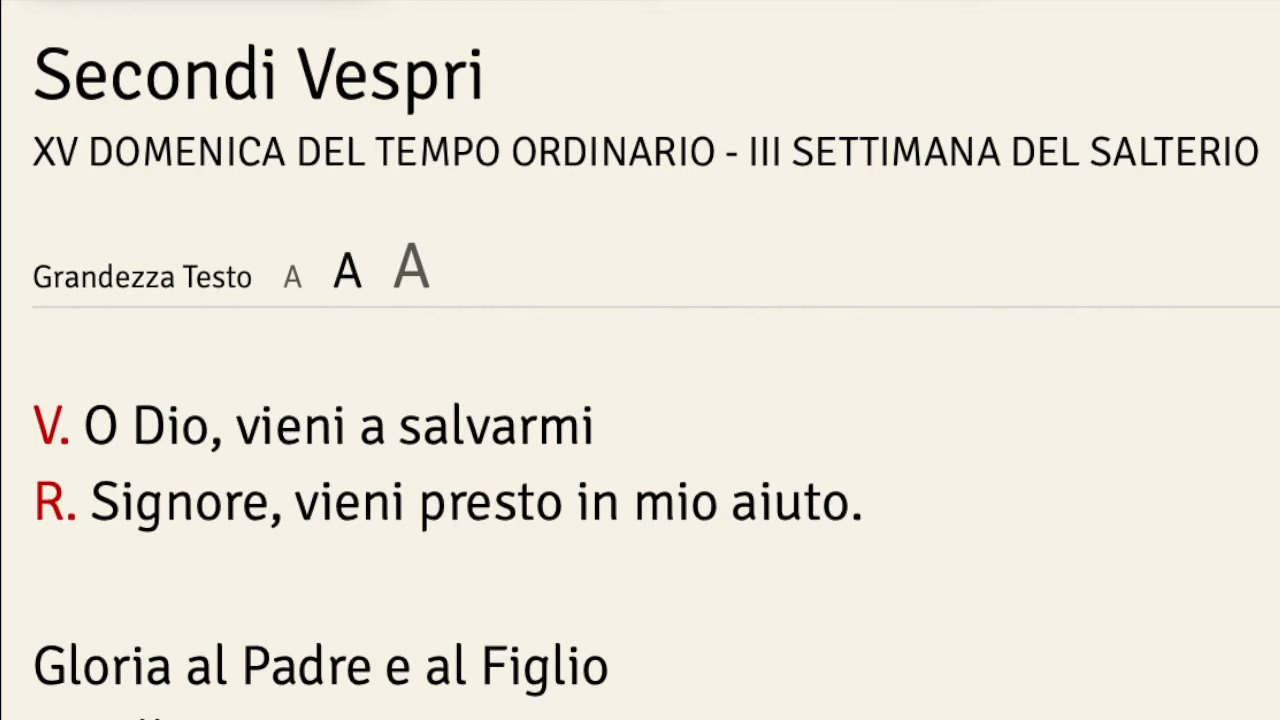 Secondi Vespri
XV DOMENICA DEL TEMPO ORDINARIO - III SETTIMANA DEL SALTERIO
Grandezza Testo A A A
V. O Dio, vieni a salvarmi
R. Signore, vieni presto in mio aiuto.
Gloria al Padre e al Figlio